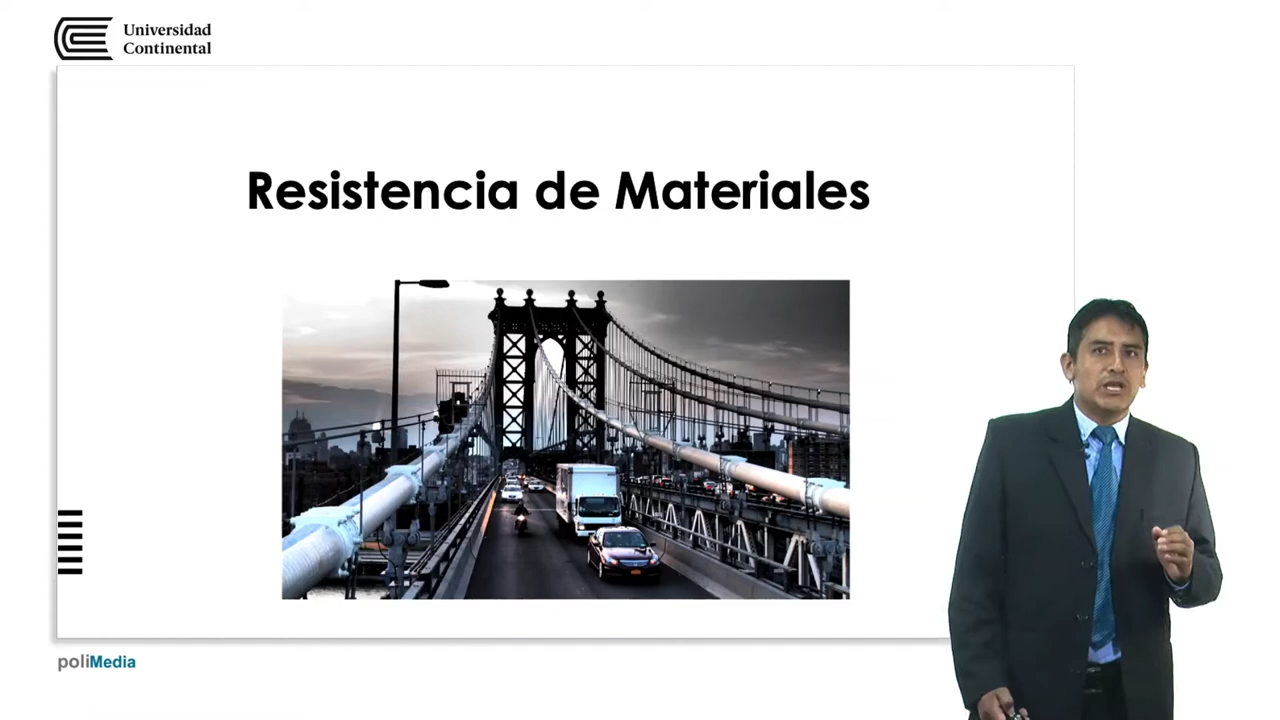 Universidad
Continental
Resistencia de Materiales
poliMedia